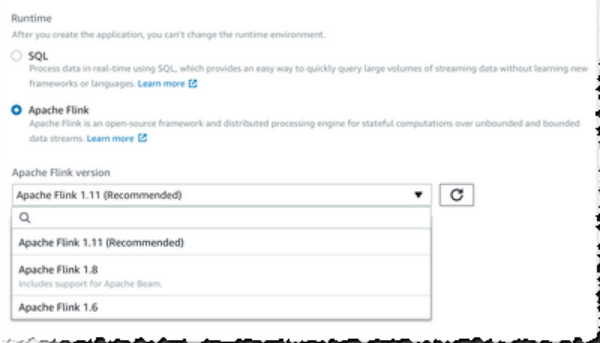 Runtime
After you create the application, you can't change the runtime environment.
SQL
Process data in real-time using SQL, which provides an easy way to quickly query large volumes of streaming data without learning new
frameworks or languages. Learn more
Apache Flink
Apache Flink is an open-source framework and distributed processing engine for stateful computations over unbounded and bounded
data streams. Learn more
Apache Flink version
Apache Flink 1.11 (Recommended)
Apache Flink 1.11 (Recommended)
Apache Flink 1.8
Includes support for Apache Beam.
Apache Flink 1.6